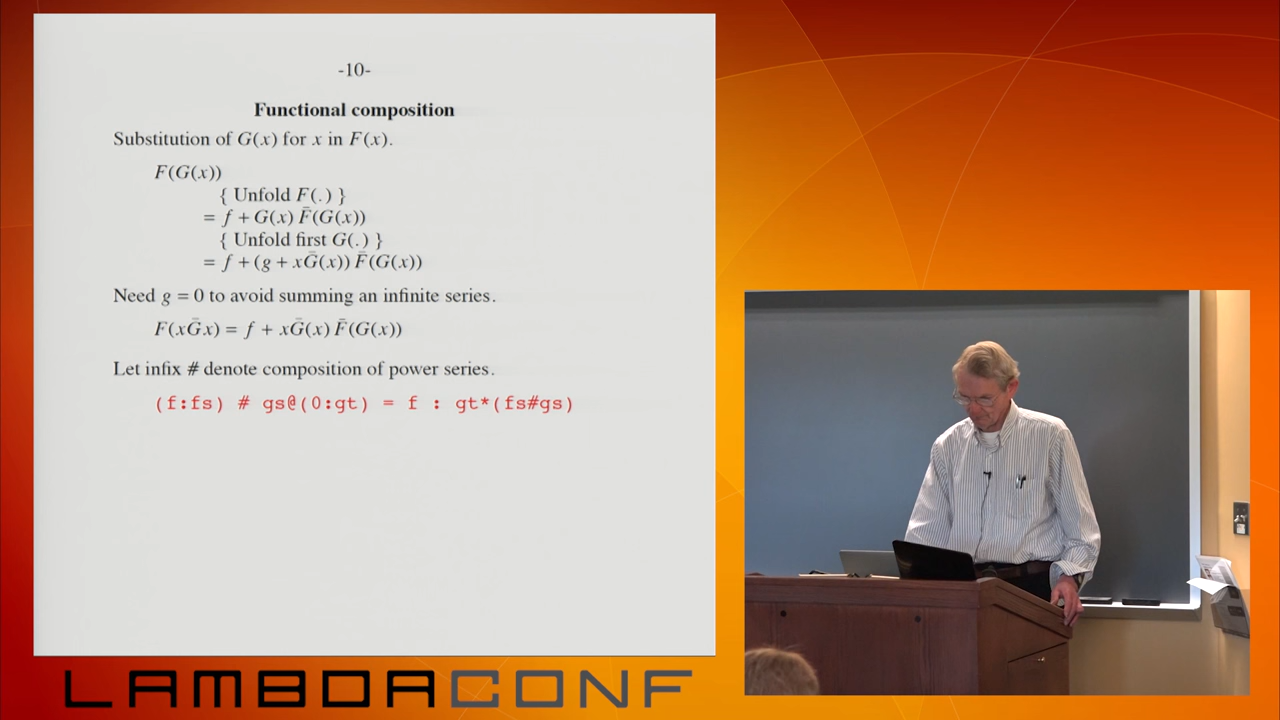 -10-
Functional composition
Substitution of G(x) for x in F(x).
F(G(x))
{ Unfold F(.) }
= f + G(x) F̄(G(x))
{ Unfold first G(.) }
= f + (g + xḠ(x)) F̄(G(x))
Need g = 0 to avoid summing an infinite series.
F(xḠx) = f + xḠ(x) F̄(G(x))
Let infix # denote composition of power series.
(f:fs) # gs@(0:gt) = f : gt*(fs#gs)
LAMBDACONF